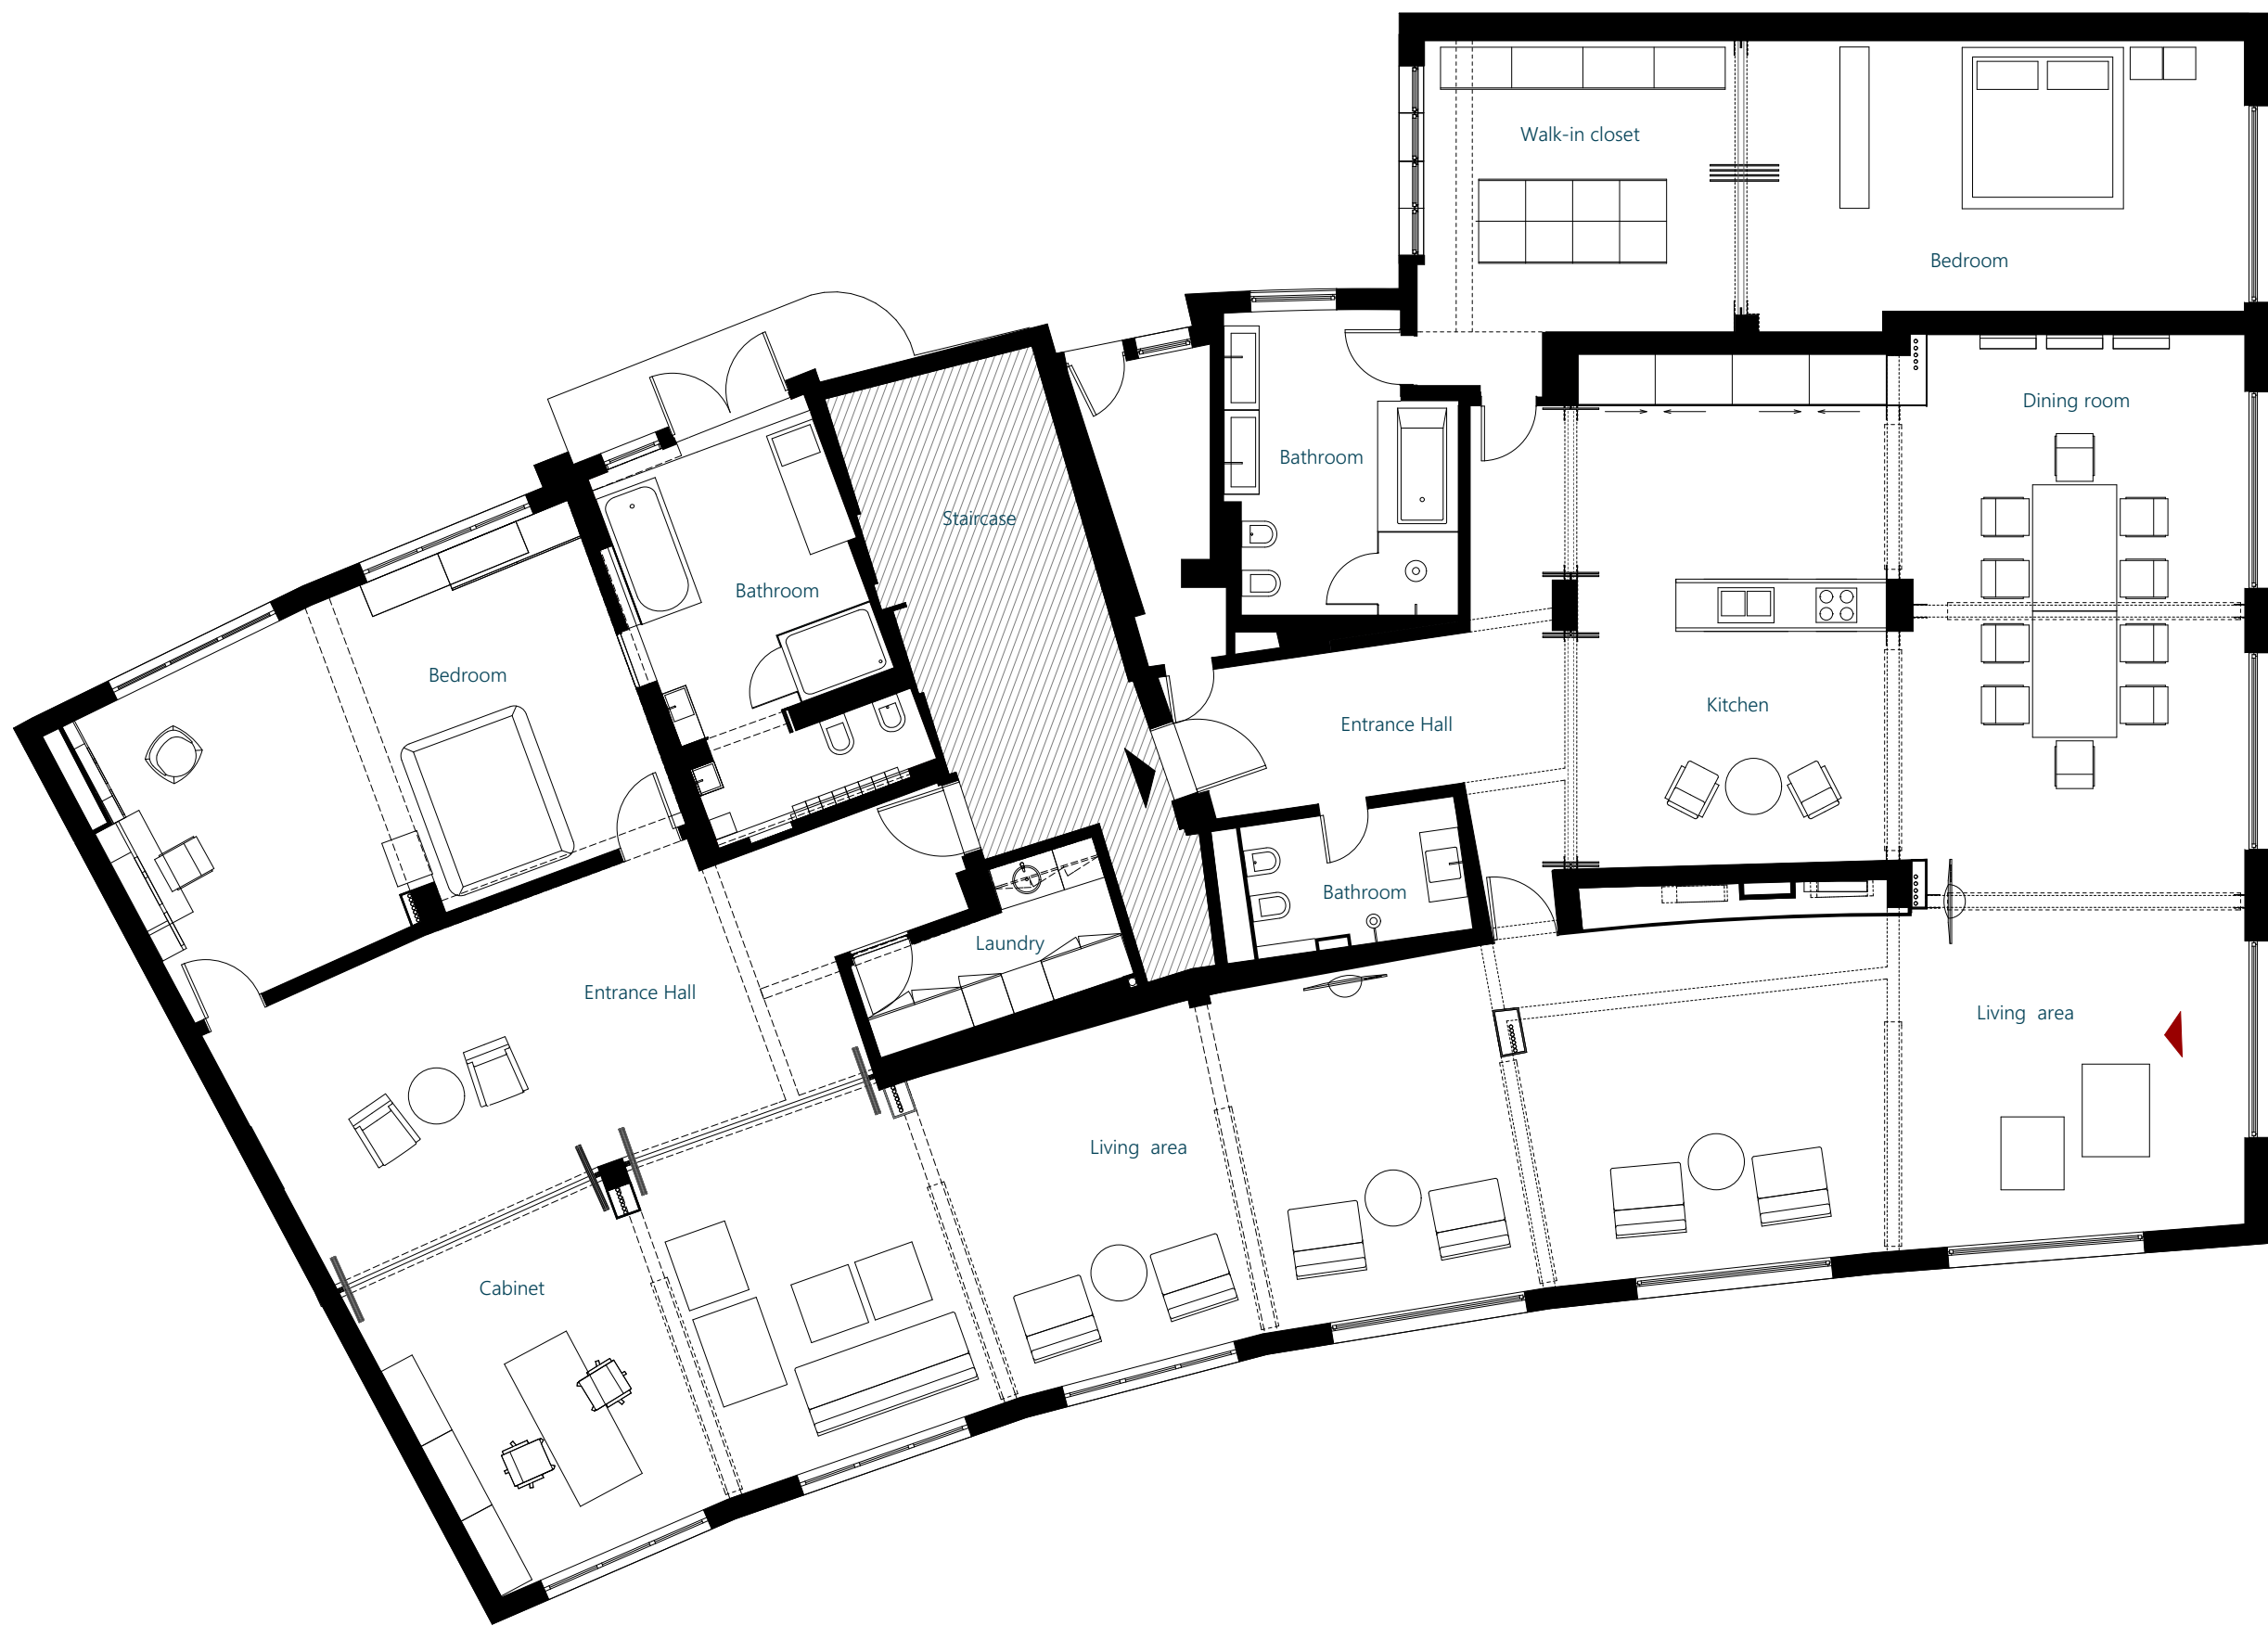 Walk-in closet
Bedroom
Dining room
Bathroom
Staircase
Bathroom
Bedroom
Kitchen
Entrance Hall
Bathroom
Laundry
Entrance Hall
Living area
Living area
Cabinet